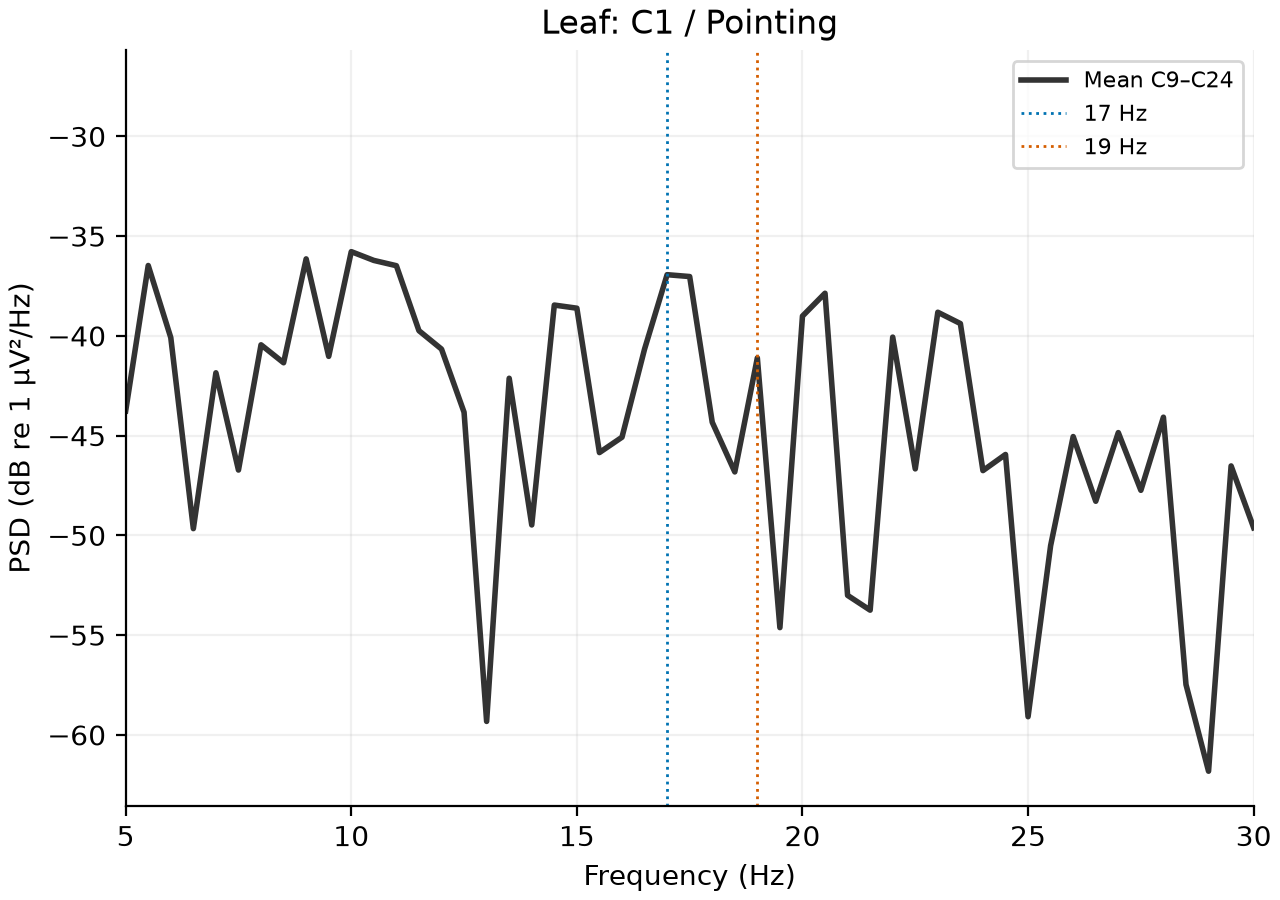 Leaf: C1 / Pointing
Mean C9–C24
17 Hz
19 Hz
PSD (dB re 1 µV²/Hz)
−30
−35
−40
−45
−50
−55
−60
5 10 15 20 25 30
Frequency (Hz)